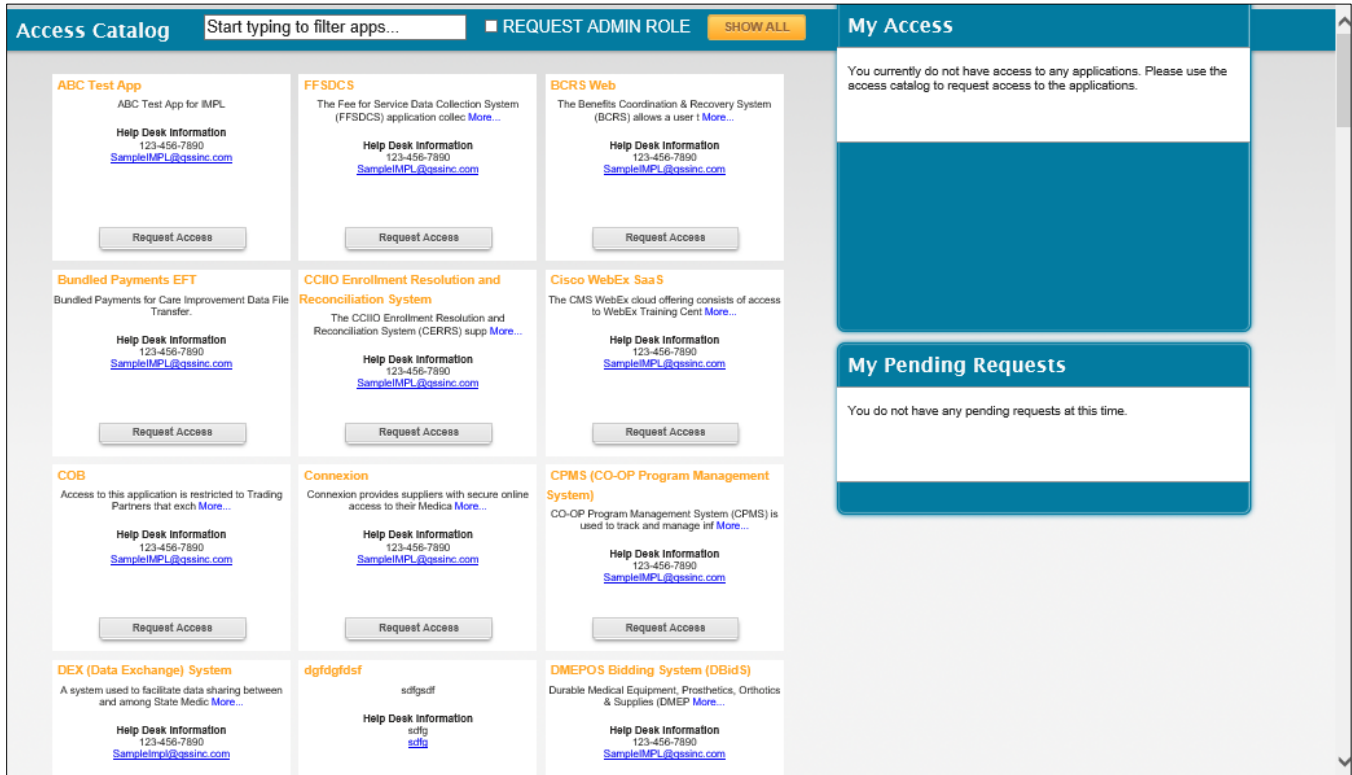 Access Catalog
Start typing to filter apps...
REQUEST ADMIN ROLE
SHOW ALL
ABC Test App
ABC Test App for IMPL
Help Desk Information
123-456-7890
SampleIMPL@qssinc.com
Request Access
FFSDCS
The Fee for Service Data Collection System
(FFSDCS) application collec More...
Help Desk Information
123-456-7890
SampleIMPL@qssinc.com
Request Access
BCRS Web
The Benefits Coordination & Recovery System
(BCRS) allows a user t More...
Help Desk Information
123-456-7890
SampleIMPL@qssinc.com
Request Access
Bundled Payments EFT
Bundled Payments for Care Improvement Data File
Transfer.
Help Desk Information
123-456-7890
SampleIMPL@qssinc.com
Request Access
CCIIO Enrollment Resolution and
Reconciliation System
The CCIIO Enrollment Resolution and
Reconciliation System (CERRS) supp More...
Help Desk Information
123-456-7890
SampleIMPL@qssinc.com
Request Access
Cisco WebEx SaaS
The CMS WebEx cloud offering consists of access
to WebEx Training Cent More...
Help Desk Information
123-456-7890
SampleIMPL@qssinc.com
Request Access
COB
Access to this application is restricted to Trading
Partners that exch More...
Help Desk Information
123-456-7890
SampleIMPL@qssinc.com
Request Access
Connexion
Connexion provides suppliers with secure online
access to their Medica More...
Help Desk Information
123-456-7890
SampleIMPL@qssinc.com
Request Access
CPMS (CO-OP Program Management
System)
CO-OP Program Management System (CPMS) is
used to track and manage inf More...
Help Desk Information
123-456-7890
SampleIMPL@qssinc.com
Request Access
DEX (Data Exchange) System
A system used to facilitate data sharing between
and among State Medic More...
Help Desk Information
123-456-7890
SampleImpl@qssinc.com
dgfdgfdsf
sdfgsdf
Help Desk Information
sdfg
sdfg
DMEPOS Bidding System (DBidS)
Durable Medical Equipment, Prosthetics, Orthotics
& Supplies (DMEP More...
Help Desk Information
123-456-7890
SampleIMPL@qssinc.com
My Access
You currently do not have access to any applications. Please use the
access catalog to request access to the applications.
My Pending Requests
You do not have any pending requests at this time.